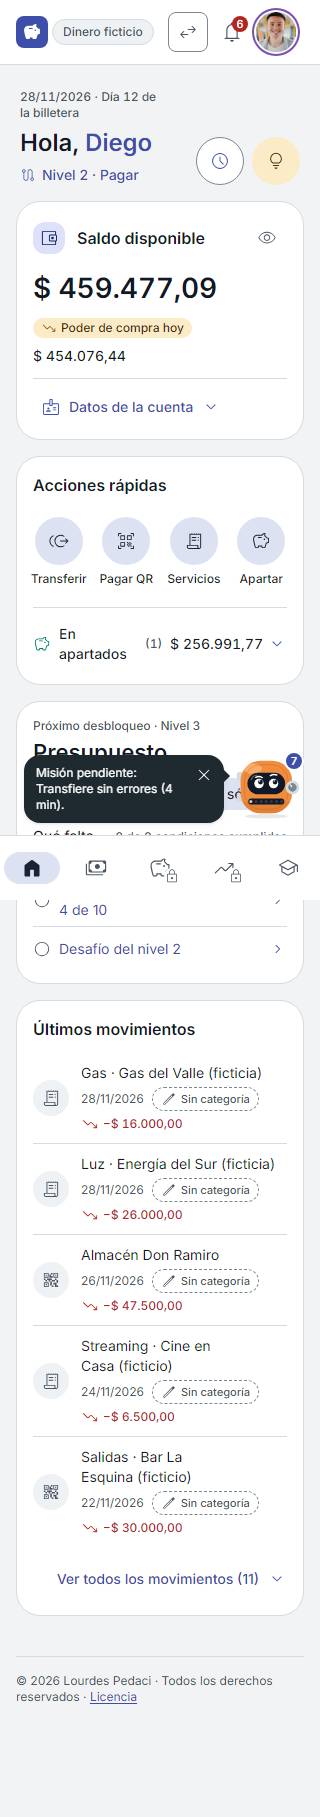 Dinero ficticio
6
28/11/2026 · Día 12 de
la billetera
Hola, Diego
Nivel 2 · Pagar
Saldo disponible
$ 459.477,09
Poder de compra hoy
$ 454.076,44
Datos de la cuenta
Acciones rápidas
Transferir Pagar QR Servicios Apartar
En
apartados (1) $ 256.991,77
Próximo desbloqueo · Nivel 3
Presupuesto
7
Misión pendiente:
Transfiere sin errores (4
min).
4 de 10
Desafío del nivel 2
Últimos movimientos
Gas · Gas del Valle (ficticia)
28/11/2026 Sin categoría
−$ 16.000,00
Luz · Energía del Sur (ficticia)
28/11/2026 Sin categoría
−$ 26.000,00
Almacén Don Ramiro
26/11/2026 Sin categoría
−$ 47.500,00
Streaming · Cine en
Casa (ficticio)
24/11/2026 Sin categoría
−$ 6.500,00
Salidas · Bar La
Esquina (ficticio)
22/11/2026 Sin categoría
−$ 30.000,00
Ver todos los movimientos (11)
© 2026 Lourdes Pedaci · Todos los derechos
reservados · Licencia